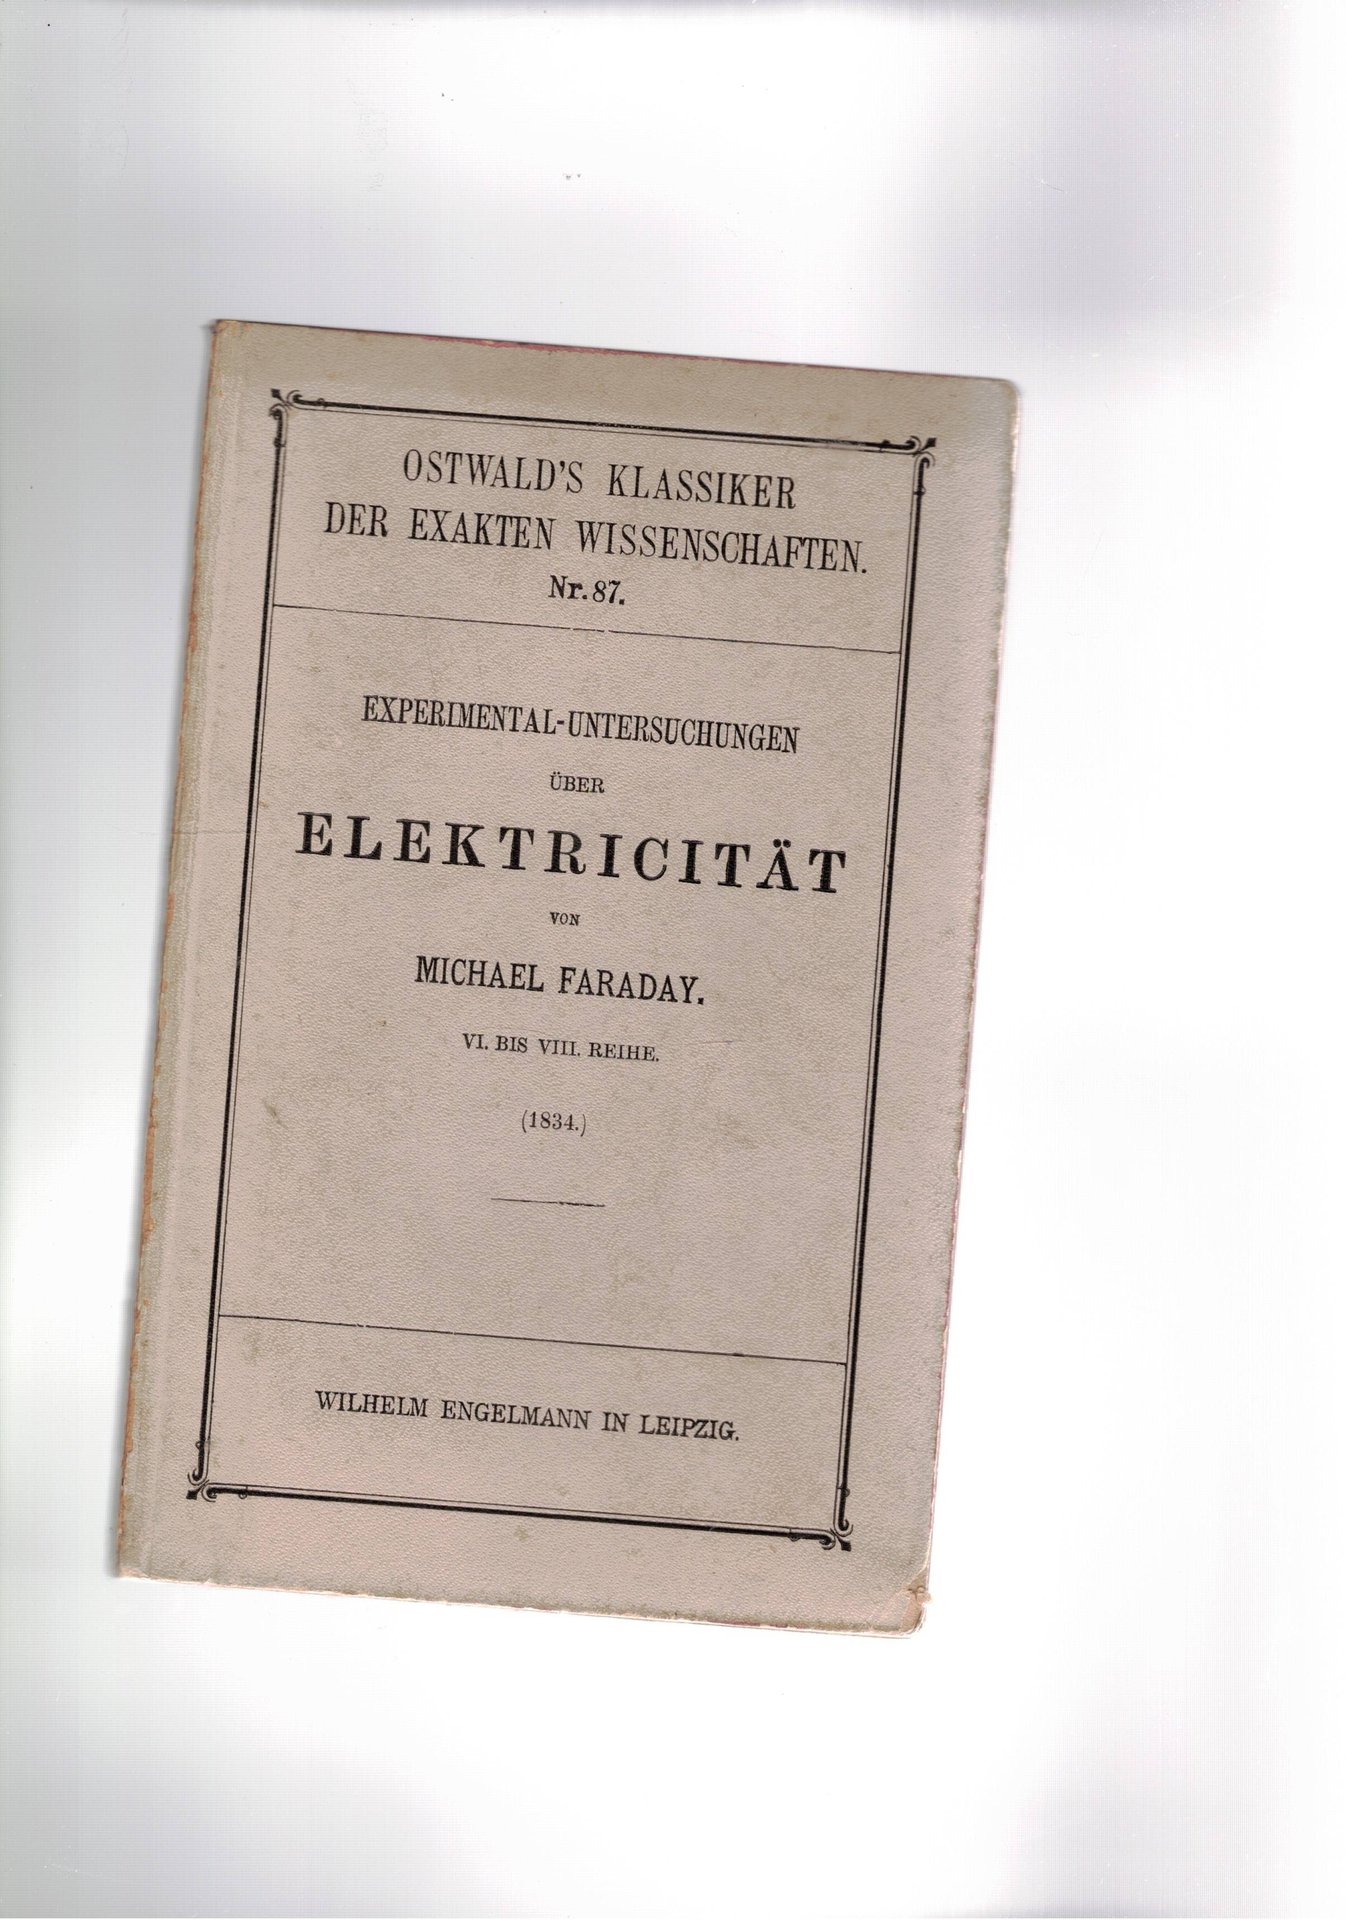 OSTWALD'S KLASSIKER
DER EXAKTEN WISSENSCHAFTEN.
Nr. 87.
EXPERIMENTAL-UNTERSUCHUNGEN
ÜBER
ELEKTRICITÄT
VON
MICHAEL FARADAY.
VI. BIS VIII. REIHE.
(1834.)
WILHELM ENGELMANN IN LEIPZIG.